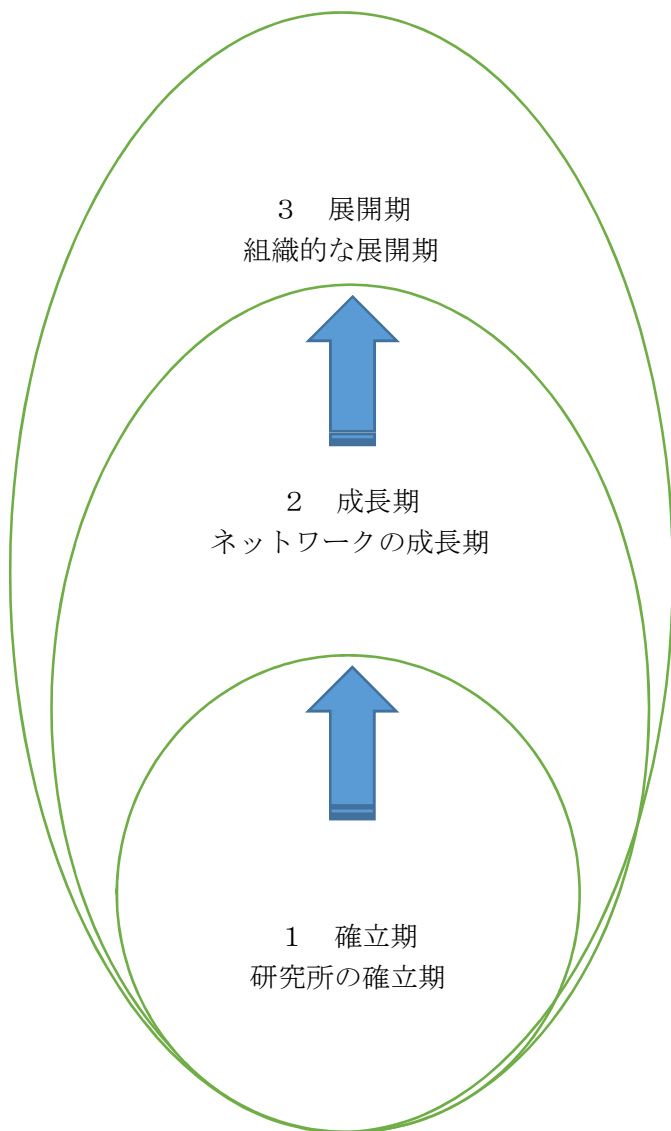 ３　展開期
組織的な展開期
２　成長期
ネットワークの成長期
１　確立期
研究所の確立期